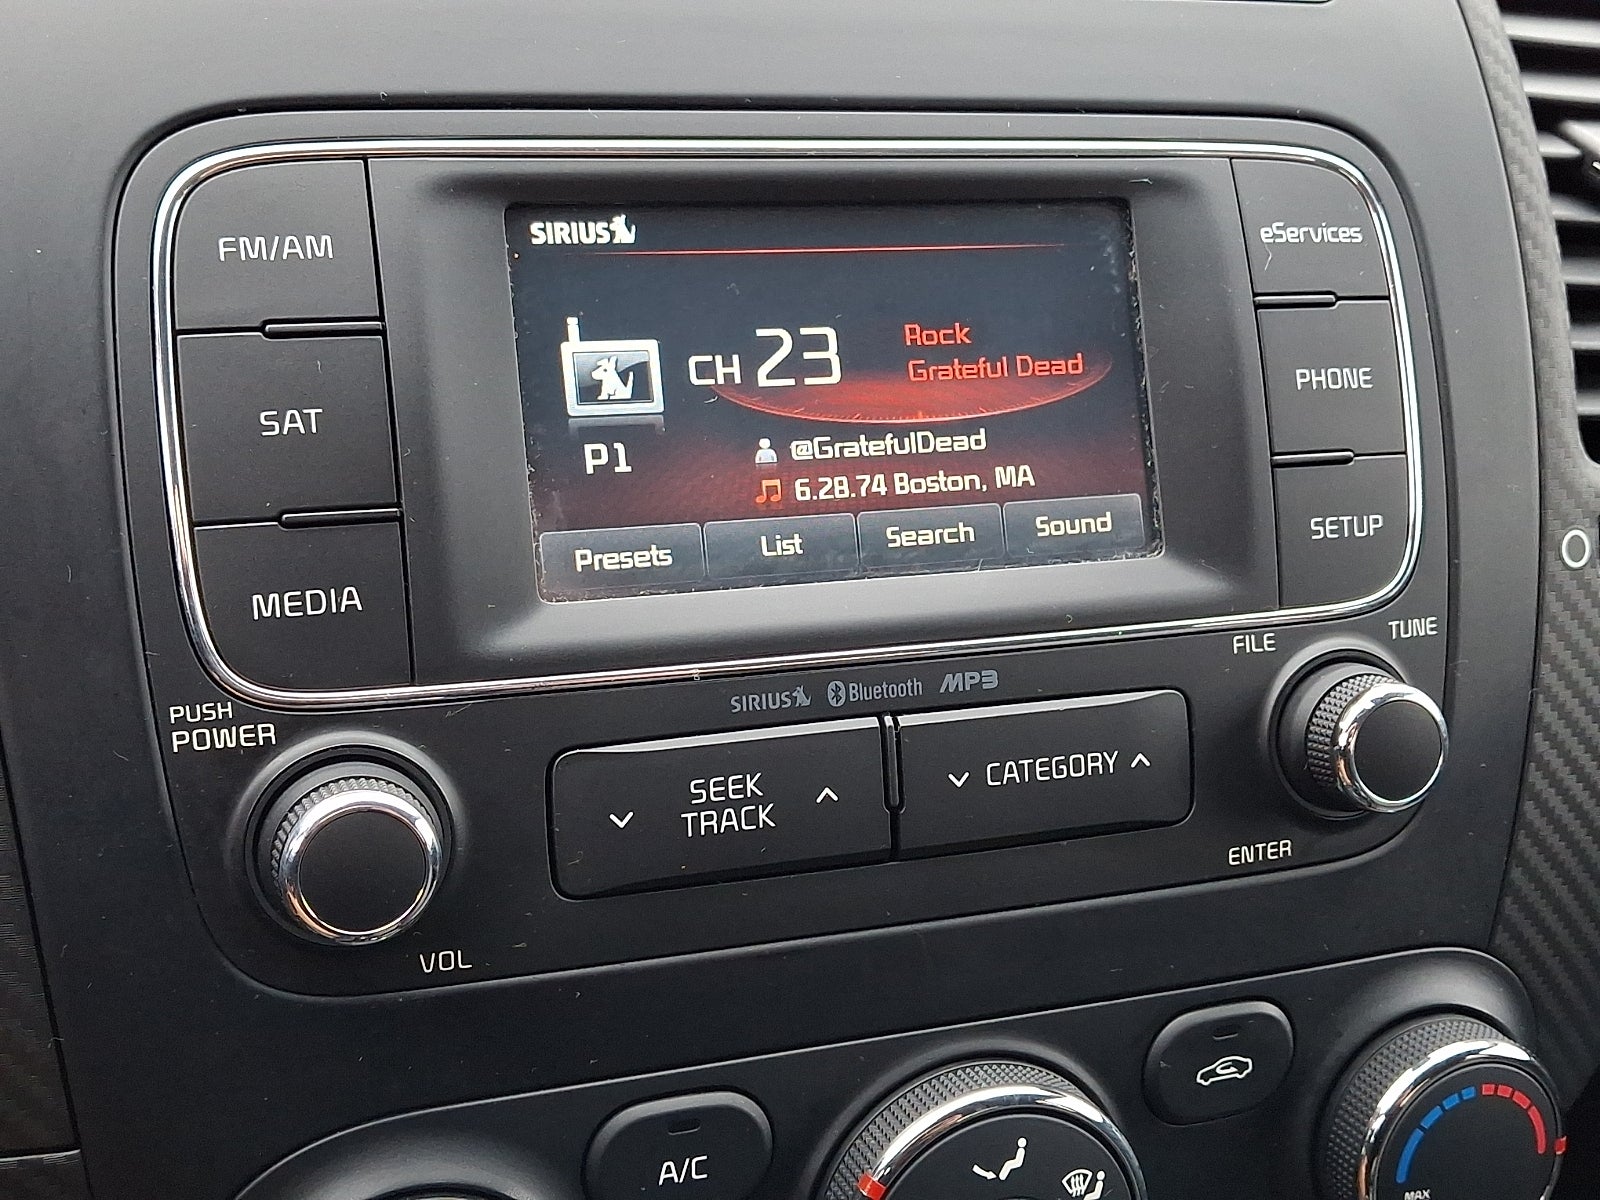 FM/AM
SAT
MEDIA
PUSH
POWER
VOL
SIRIUS
CH 23
Rock
Grateful Dead
P1
@GratefulDead
6.28.74 Boston, MA
Presets
List
Search
Sound
eServices
PHONE
SETUP
FILE
TUNE
ENTER
SIRIUS Bluetooth MP3
SEEK
TRACK
CATEGORY
A/C
MAX